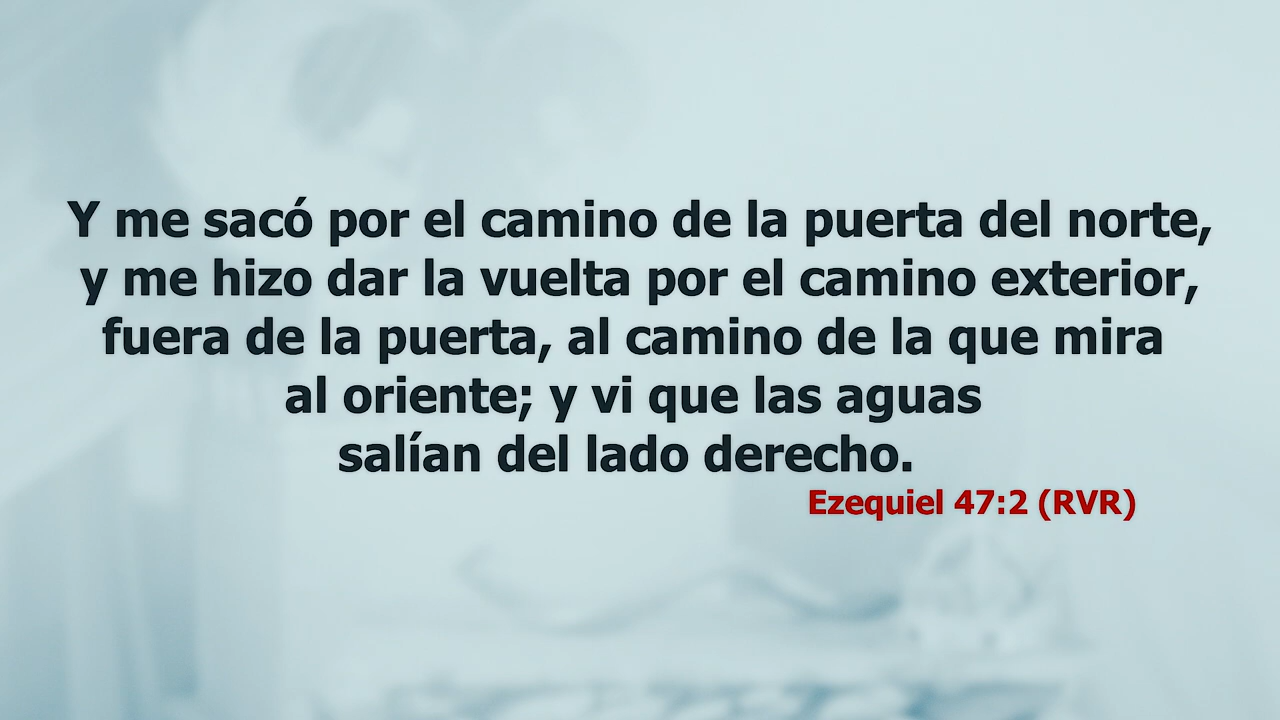 Y me sacó por el camino de la puerta del norte,
y me hizo dar la vuelta por el camino exterior,
fuera de la puerta, al camino de la que mira
al oriente; y vi que las aguas
salían del lado derecho.
Ezequiel 47:2 (RVR)